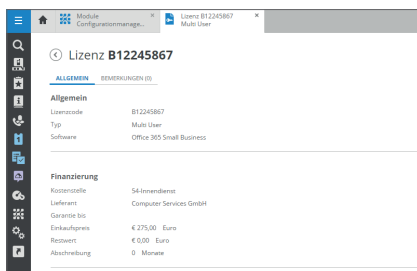 Module
Configurationmanage...
Lizenz B12245867
Multi User
Lizenz B12245867
ALLGEMEIN BEMERKUNGEN (0)
Allgemein
Lizenzcode B12245867
Typ Multi User
Software Office 365 Small Business
Finanzierung
Kostenstelle 54-Innendienst
Lieferant Computer Services GmbH
Garantie bis
Einkaufspreis € 275,00 Euro
Restwert € 0,00 Euro
Abschreibung 0 Monate